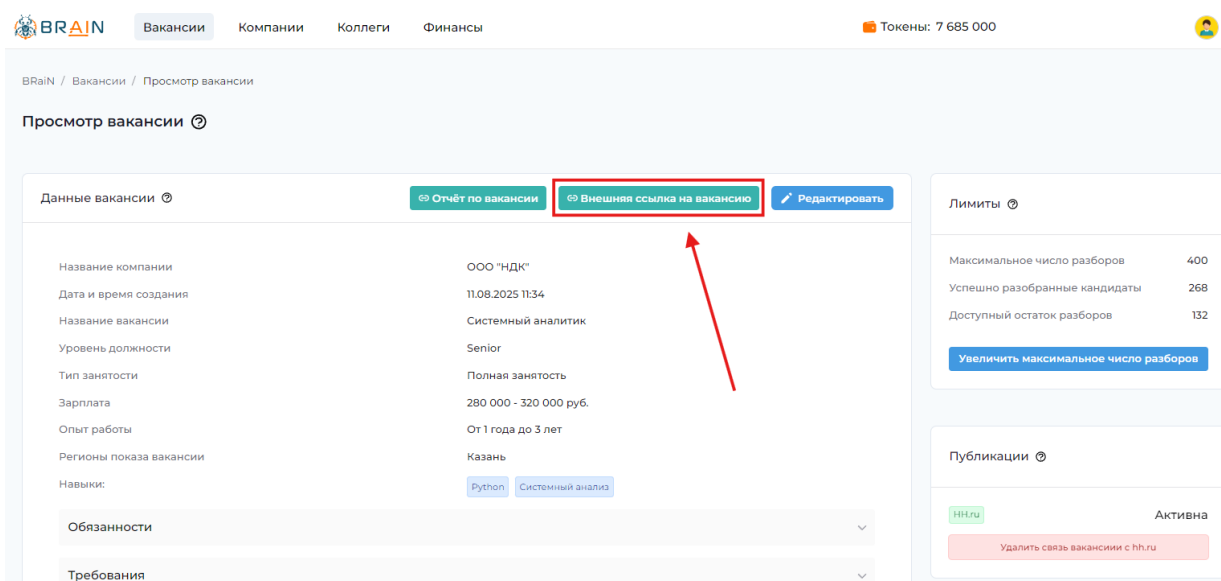 BRAIN Вакансии Компании Коллеги Финансы Токены: 7 685 000
BRaiN / Вакансии / Просмотр вакансии
Просмотр вакансии
Данные вакансии Отчёт по вакансии Внешняя ссылка на вакансию Редактировать
Название компании ООО "НДК"
Дата и время создания 11.08.2025 11:34
Название вакансии Системный аналитик
Уровень должности Senior
Тип занятости Полная занятость
Зарплата 280 000 - 320 000 руб.
Опыт работы От 1 года до 3 лет
Регионы показа вакансии Казань
Навыки: Python Системный анализ
Обязанности
Требования
Лимиты
Максимальное число разборов 400
Успешно разобранные кандидаты 268
Доступный остаток разборов 132
Увеличить максимальное число разборов
Публикации
HH.ru Активна
Удалить связь вакансиии с hh.ru